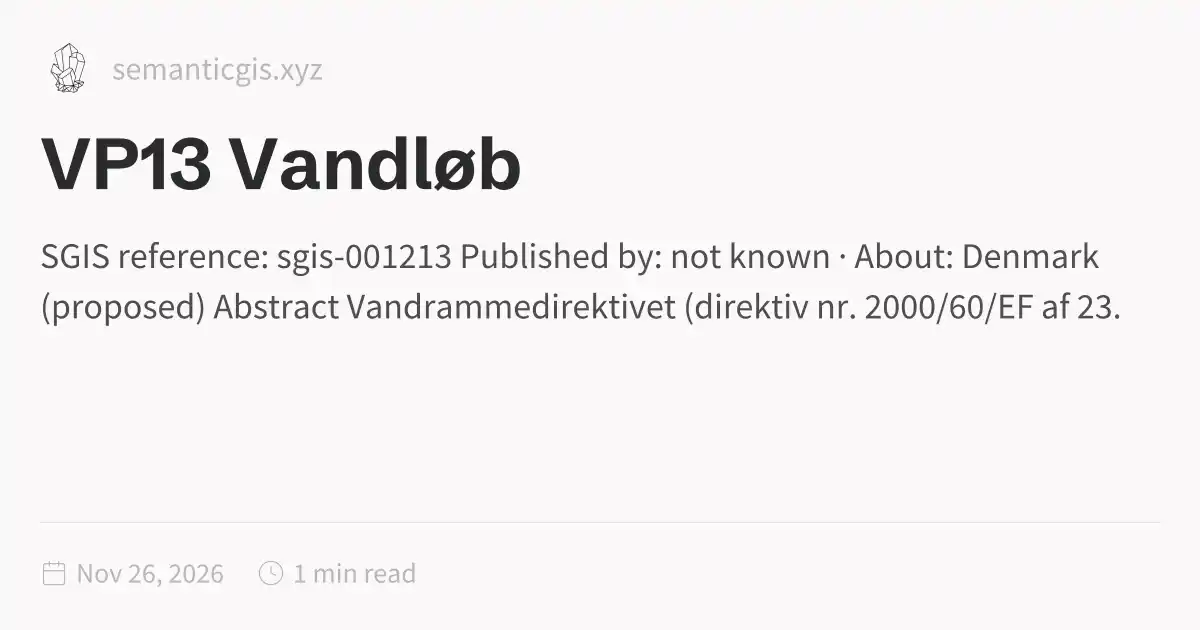 semanticgis.xyz
VP13 Vandløb
SGIS reference: sgis-001213 Published by: not known · About: Denmark
(proposed) Abstract Vandrammedirektivet (direktiv nr. 2000/60/EF af 23.
Nov 26, 2026 1 min read